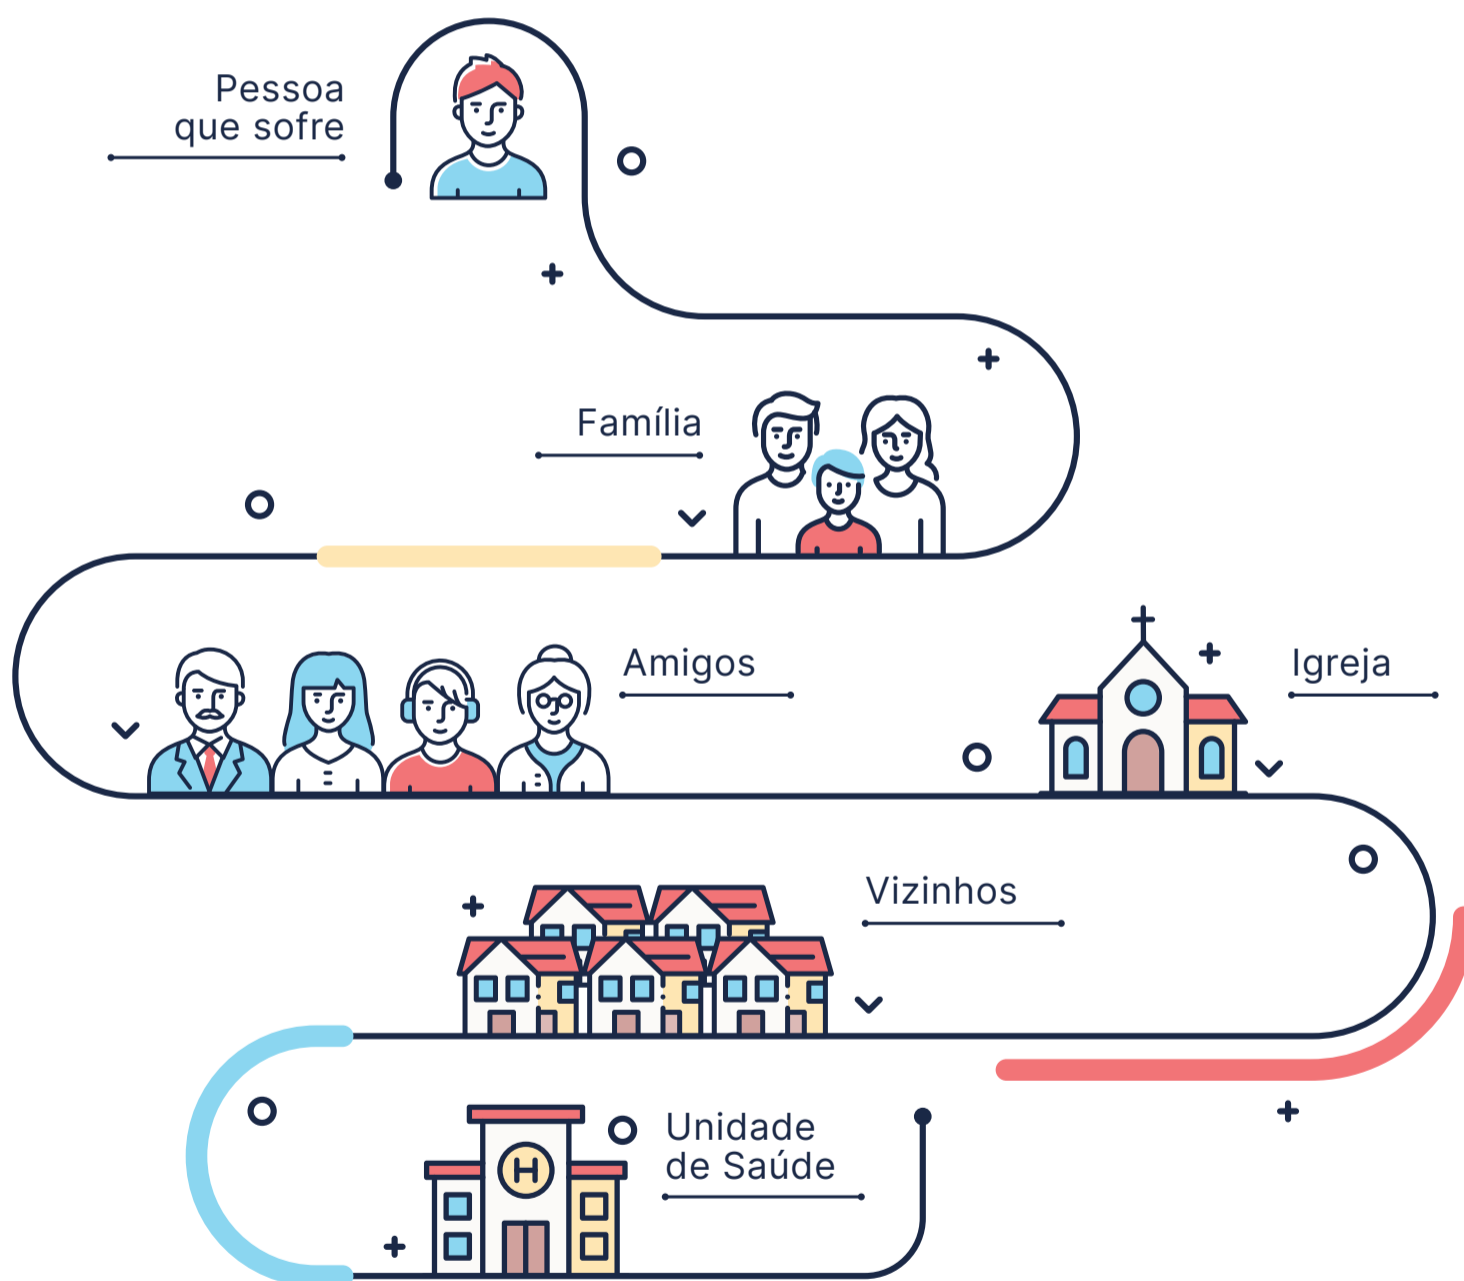 Pessoa
que sofre
Família
Amigos
Igreja
Vizinhos
H
Unidade
de Saúde